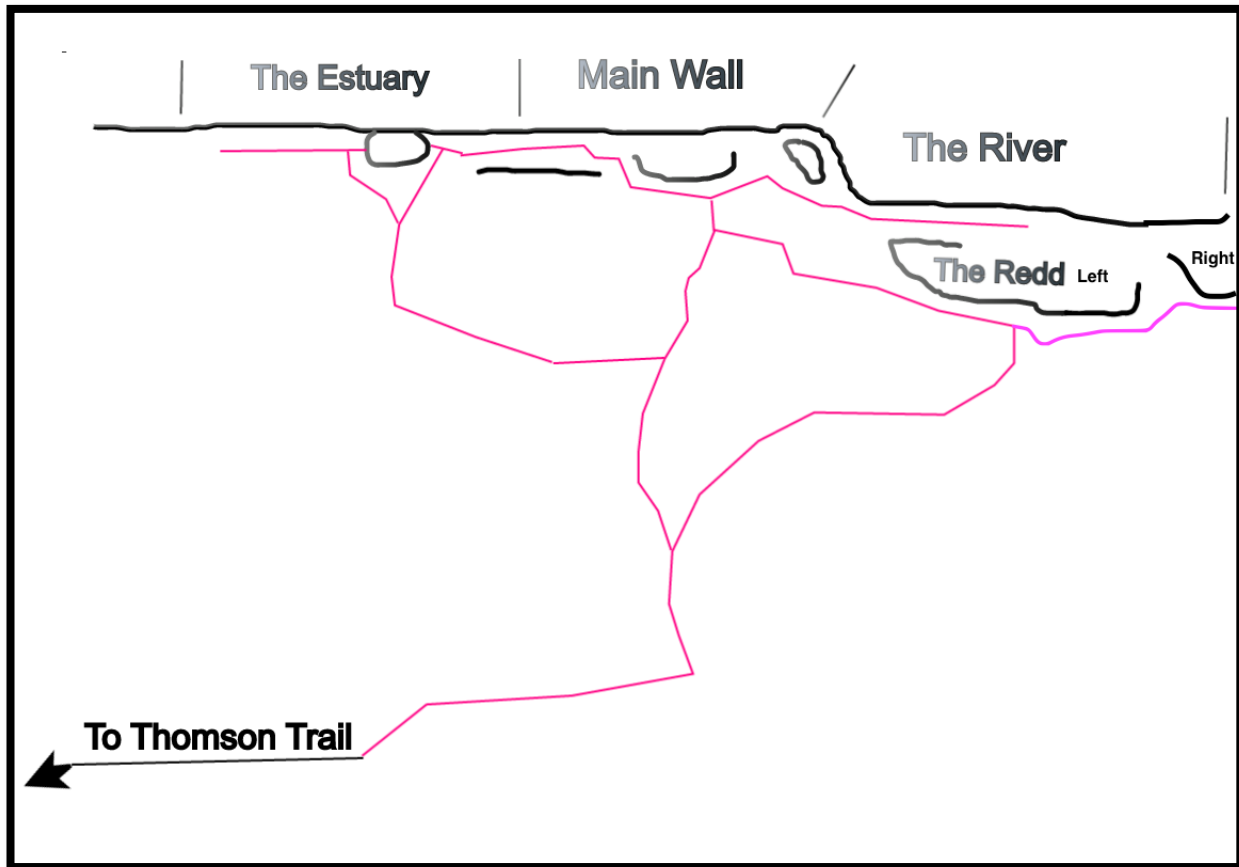 The Estuary
Main Wall
The River
The Redd Left
Right
To Thomson Trail